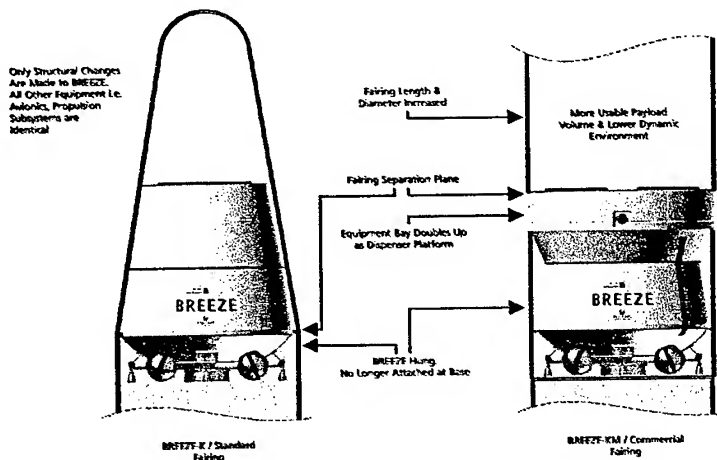 Only Structural Changes
Are Made to BREEZE.
All Other Equipment i.e.
Avionics, Propulsion
Subsystems are
Identical
Fairing Length &
Diameter Increased
More Usable Payload
Volume & Lower Dynamic
Environment
Fairing Separation Plane
Equipment Bay Doubles Up
as Dispenser Platform
BREEZE
BREEZE
BREEZE Hung.
No Longer Attached at Base
BREEZE-K / Standard
Fairing
BREEZE-KM / Commercial
Fairing